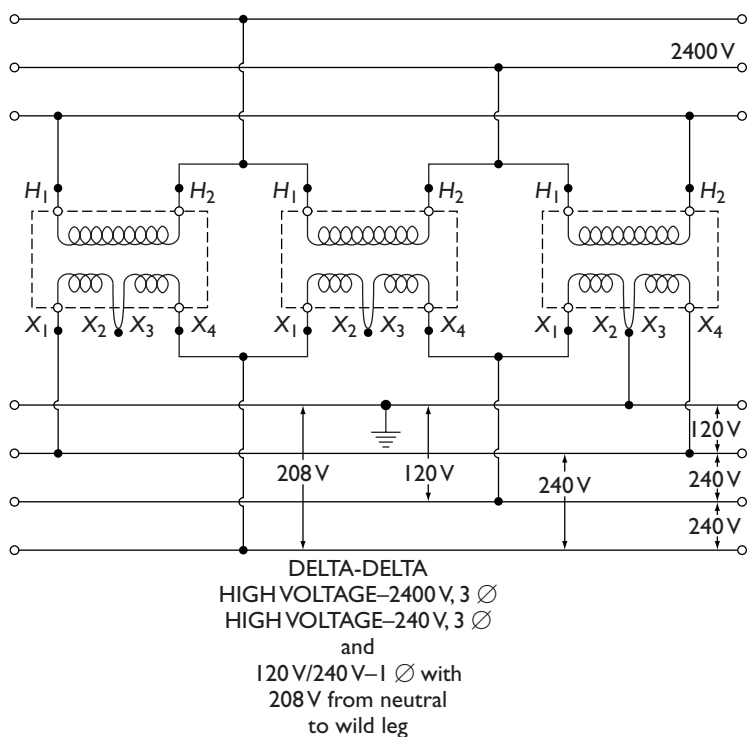 2400 V
H1 H2 H1 H2 H1 H2
X1 X2 X3 X4 X1 X2 X3 X4 X1 X2 X3 X4
120 V
208 V 120 V 240 V 240 V
240 V
DELTA-DELTA
HIGH VOLTAGE–2400 V, 3 ∅
HIGH VOLTAGE–240 V, 3 ∅
and
120 V/240 V–1 ∅ with
208 V from neutral
to wild leg